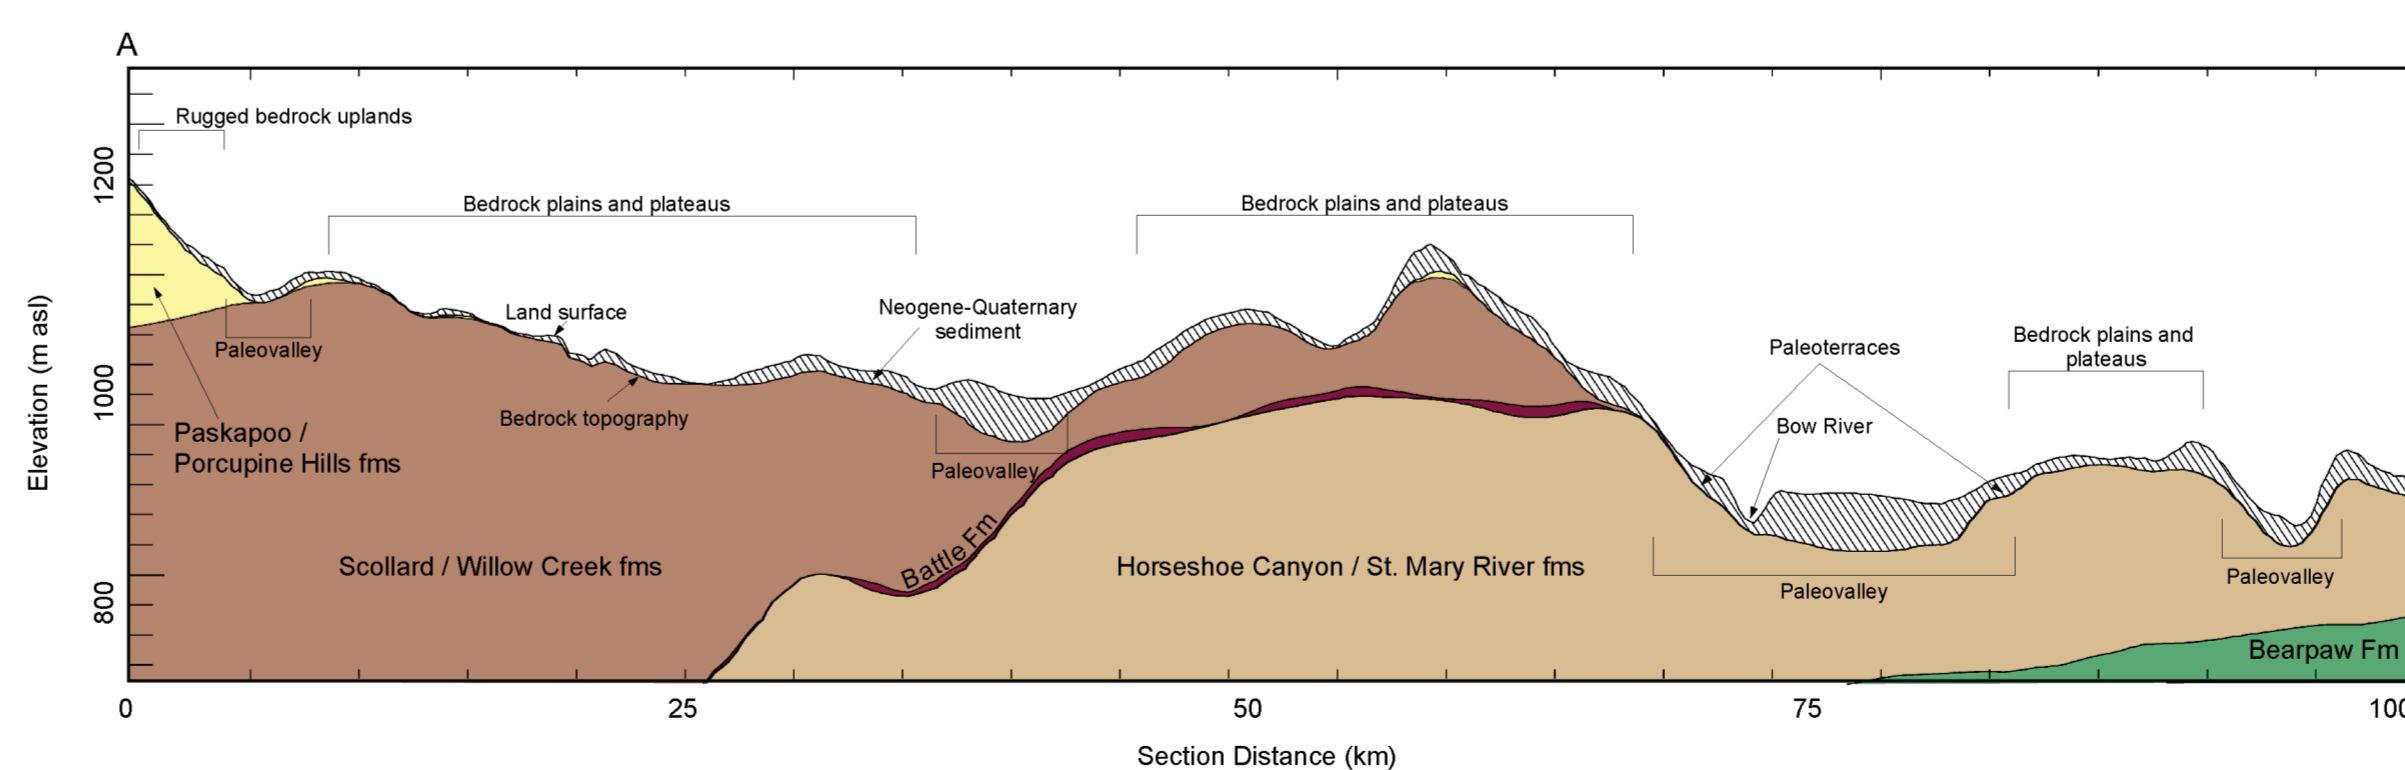 A
Rugged bedrock uplands
Bedrock plains and plateaus
Bedrock plains and plateaus
1200
1000
800
Elevation (m asl)
Land surface
Neogene-Quaternary
sediment
Bedrock plains and
plateaus
Paleoterraces
Paleovalley
Bedrock topography
Bow River
Paskapoo /
Porcupine Hills fms
Paleovalley
Battle Fm
Scollard / Willow Creek fms
Horseshoe Canyon / St. Mary River fms
Paleovalley
Paleovalley
Bearpaw Fm
0
25
50
75
100
Section Distance (km)